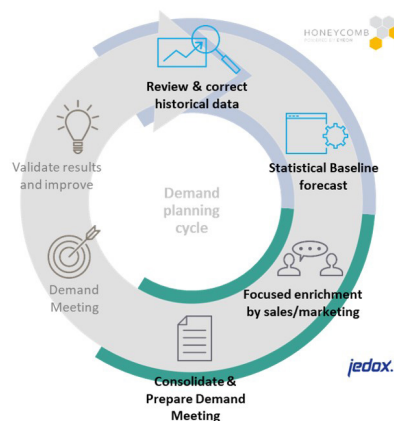 HONEYCOMB
Review & correct
historical data
Statistical Baseline
forecast
Validate results
and improve
Demand
planning
cycle
Demand
Meeting
Focused enrichment
by sales/marketing
Consolidate &
Prepare Demand
Meeting
jedox.